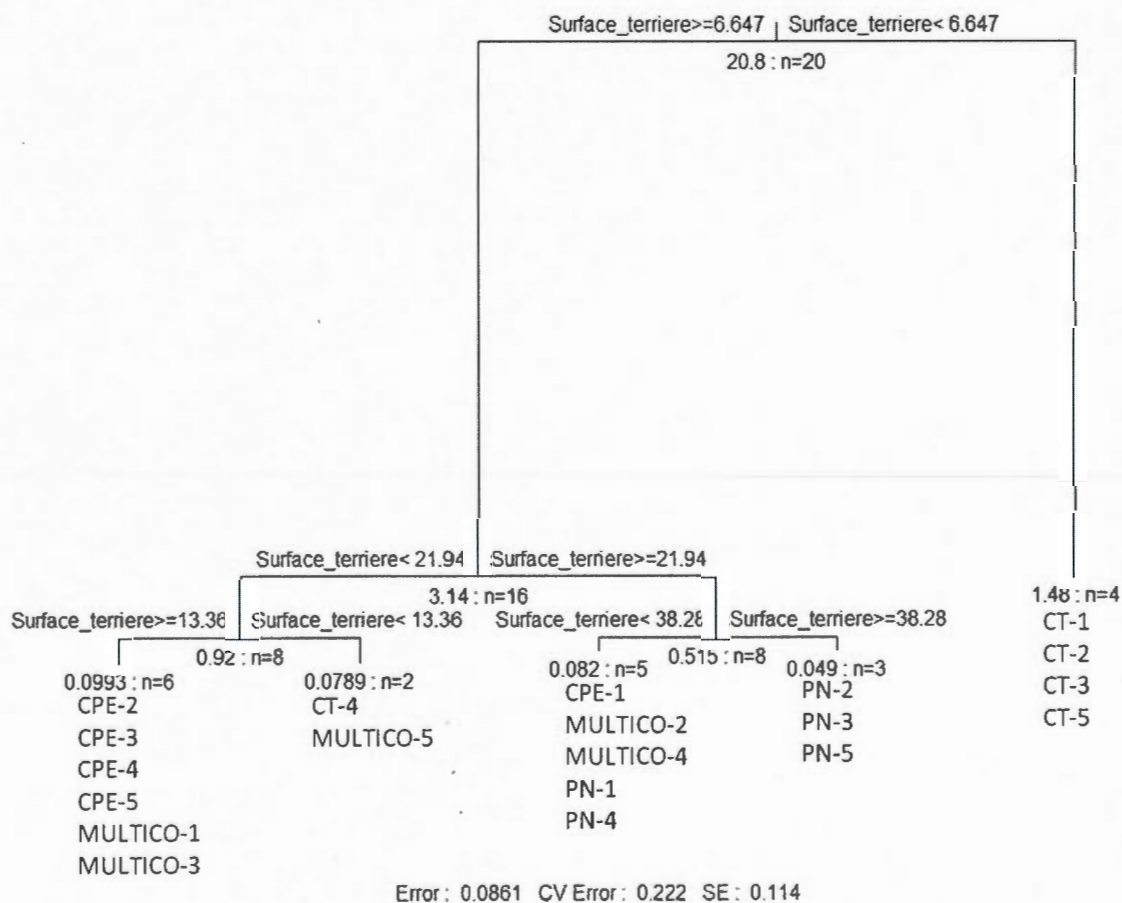 Surface_terriere>=6.647 Surface_terriere< 6.647
20.8 : n=20
Surface_terriere< 21.94 Surface_terriere>=21.94
3.14 : n=16
Surface_terriere>=13.36 Surface_terriere< 13.36
0.92 : n=8
Surface_terriere< 38.28 Surface_terriere>=38.28
0.515 : n=8
0.0993 : n=6
CPE-2
CPE-3
CPE-4
CPE-5
MULTICO-1
MULTICO-3
0.0789 : n=2
CT-4
MULTICO-5
0.082 : n=5
CPE-1
MULTICO-2
MULTICO-4
PN-1
PN-4
0.049 : n=3
PN-2
PN-3
PN-5
1.48 : n=4
CT-1
CT-2
CT-3
CT-5
Error : 0.0861 CV Error : 0.222 SE : 0.114